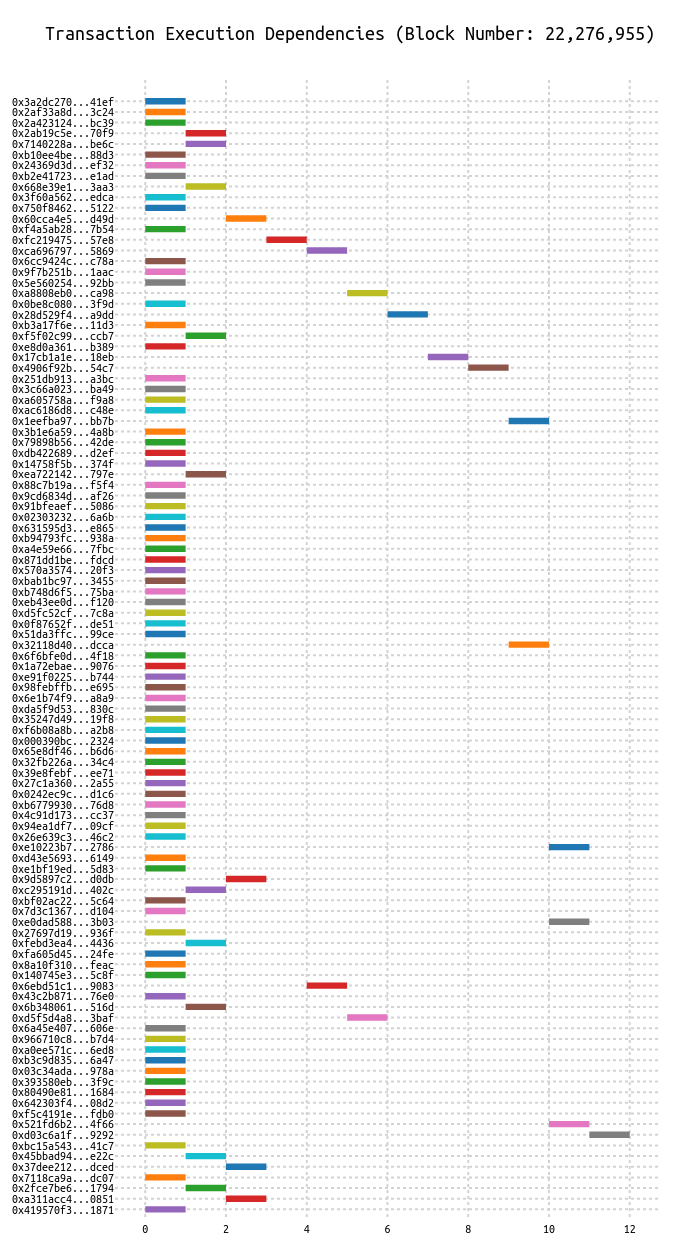 Transaction Execution Dependencies (Block Number: 22,276,955)
0x3a2dc270...41ef
0x2af33a8d...3c24
0x2a423124...bc39
0x2ab19c5e...70f9
0x7140228a...be6c
0xb10ee4be...88d3
0x24369d3d...ef32
0xb2e41723...e1ad
0x668e39e1...3aa3
0x3f60a562...edca
0x750f8462...5122
0x60cca4e5...d49d
0xf4a5ab28...7b54
0xfc219475...57e8
0xca696797...5869
0x6cc9424c...c78a
0x9f7b251b...1aac
0x5e560254...92bb
0xa8808eb0...ca98
0x0be8c080...3f9d
0x28d529f4...a9dd
0xb3a17f6e...11d3
0xf5f02c99...ccb7
0xe8d0a361...b389
0x17cb1a1e...18eb
0x4906f92b...54c7
0x251db913...a3bc
0x3c66a023...ba49
0xa605758a...f9a8
0xac6186d8...c48e
0x1eefba97...bb7b
0x3b1e6a59...4a8b
0x79898b56...42de
0xdb422689...d2ef
0x14758f5b...374f
0xea722142...797e
0x88c7b19a...f5f4
0x9cd6834d...af26
0x91bfeaef...5086
0x02303232...6a6b
0x631595d3...e865
0xb94793fc...938a
0xa4e59e66...7fbc
0x871dd1be...fdcd
0x570a3574...20f3
0xbab1bc97...3455
0xb748d6f5...75ba
0xeb43ee0d...f120
0xd5fc52cf...7c8a
0x0f87652f...de51
0x51da3ffc...99ce
0x32118d40...dcca
0x6f6bfe0d...4f18
0x1a72ebae...9076
0xe91f0225...b744
0x98febffb...e695
0x6e1b74f9...a8a9
0xda5f9d53...830c
0x35247d49...19f8
0xf6b08a8b...a2b8
0x000390bc...2324
0x65e8df46...b6d6
0x32fb226a...34c4
0x39e8febf...ee71
0x27c1a360...2a55
0x0242ec9c...d1c6
0xb6779930...76d8
0x4c91d173...cc37
0x94ea1df7...09cf
0x26e639c3...46c2
0xe10223b7...2786
0xd43e5693...6149
0xe1bf19ed...5d83
0x9d5897c2...d0db
0xc295191d...402c
0xbf02ac22...5c64
0x7d3c1367...d104
0xe0dad588...3b03
0x27697d19...936f
0xfebd3ea4...4436
0xfa605d45...24fe
0x8a10f310...feac
0x140745e3...5c8f
0x6ebd51c1...9083
0x43c2b871...76e0
0x6b348061...516d
0xd5f5d4a8...3baf
0x6a45e407...606e
0x966710c8...b7d4
0xa0ee571c...6ed8
0xb3c9d835...6a47
0x03c34ada...978a
0x393580eb...3f9c
0x80490e81...1684
0x642303f4...08d2
0xf5c4191e...fdb0
0x521fd6b2...4f66
0xd03c6a1f...9292
0xbc15a543...41c7
0x45bbad94...e22c
0x37dee212...dced
0x7118ca9a...dc07
0x2fce7be6...1794
0xa311acc4...0851
0x419570f3...1871
0 2 4 6 8 10 12